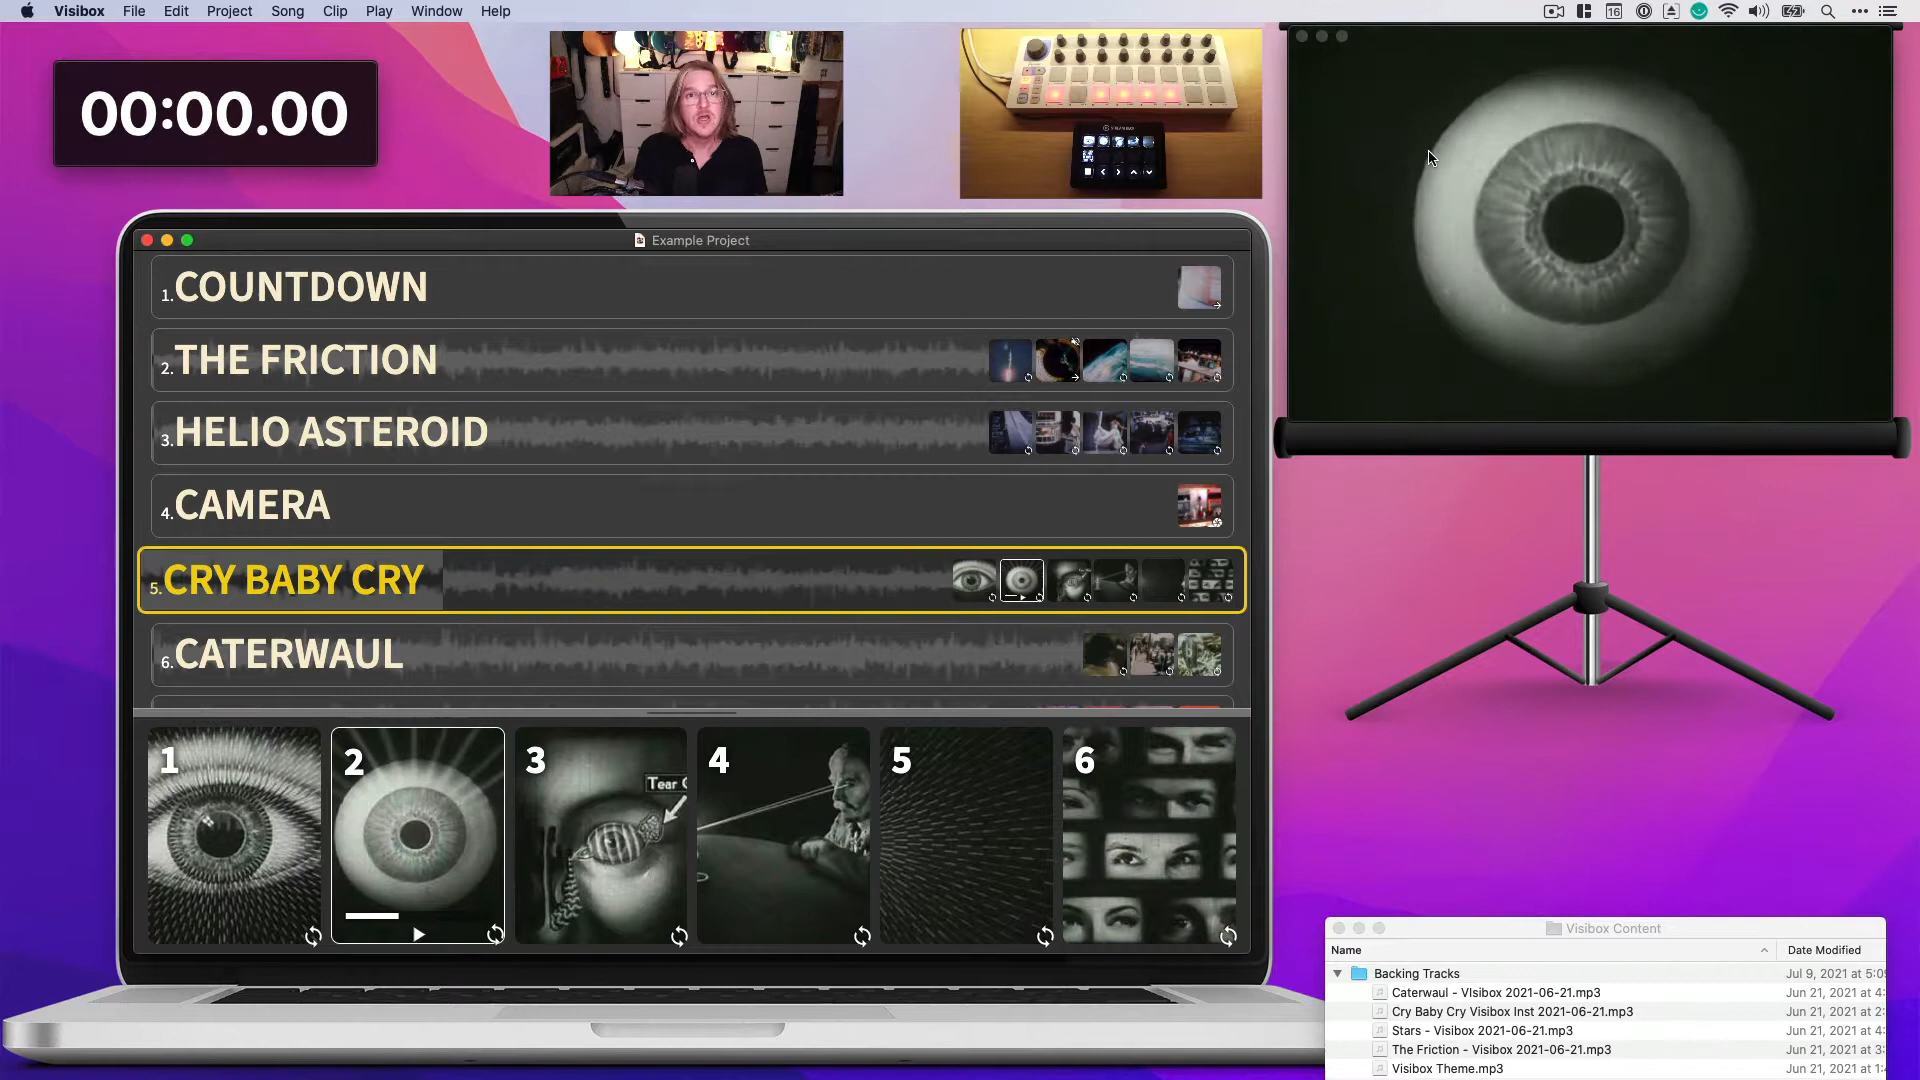 Visibox File Edit Project Song Clip Play Window Help
16
00:00.00
Example Project
1.COUNTDOWN
2.THE FRICTION
3.HELIO ASTEROID
4.CAMERA
5.CRY BABY CRY
6.CATERWAUL
1 2 3 4 5 6
Tear
Visibox Content
Name Date Modified
Backing Tracks Jul 9, 2021 at 5:0
Caterwaul - VIsibox 2021-06-21.mp3 Jun 21, 2021 at 4:
Cry Baby Cry Visibox Inst 2021-06-21.mp3 Jun 21, 2021 at 2:
Stars - Visibox 2021-06-21.mp3 Jun 21, 2021 at 4:
The Friction - Visibox 2021-06-21.mp3 Jun 21, 2021 at 3:
Visibox Theme.mp3 Jun 21, 2021 at 1: